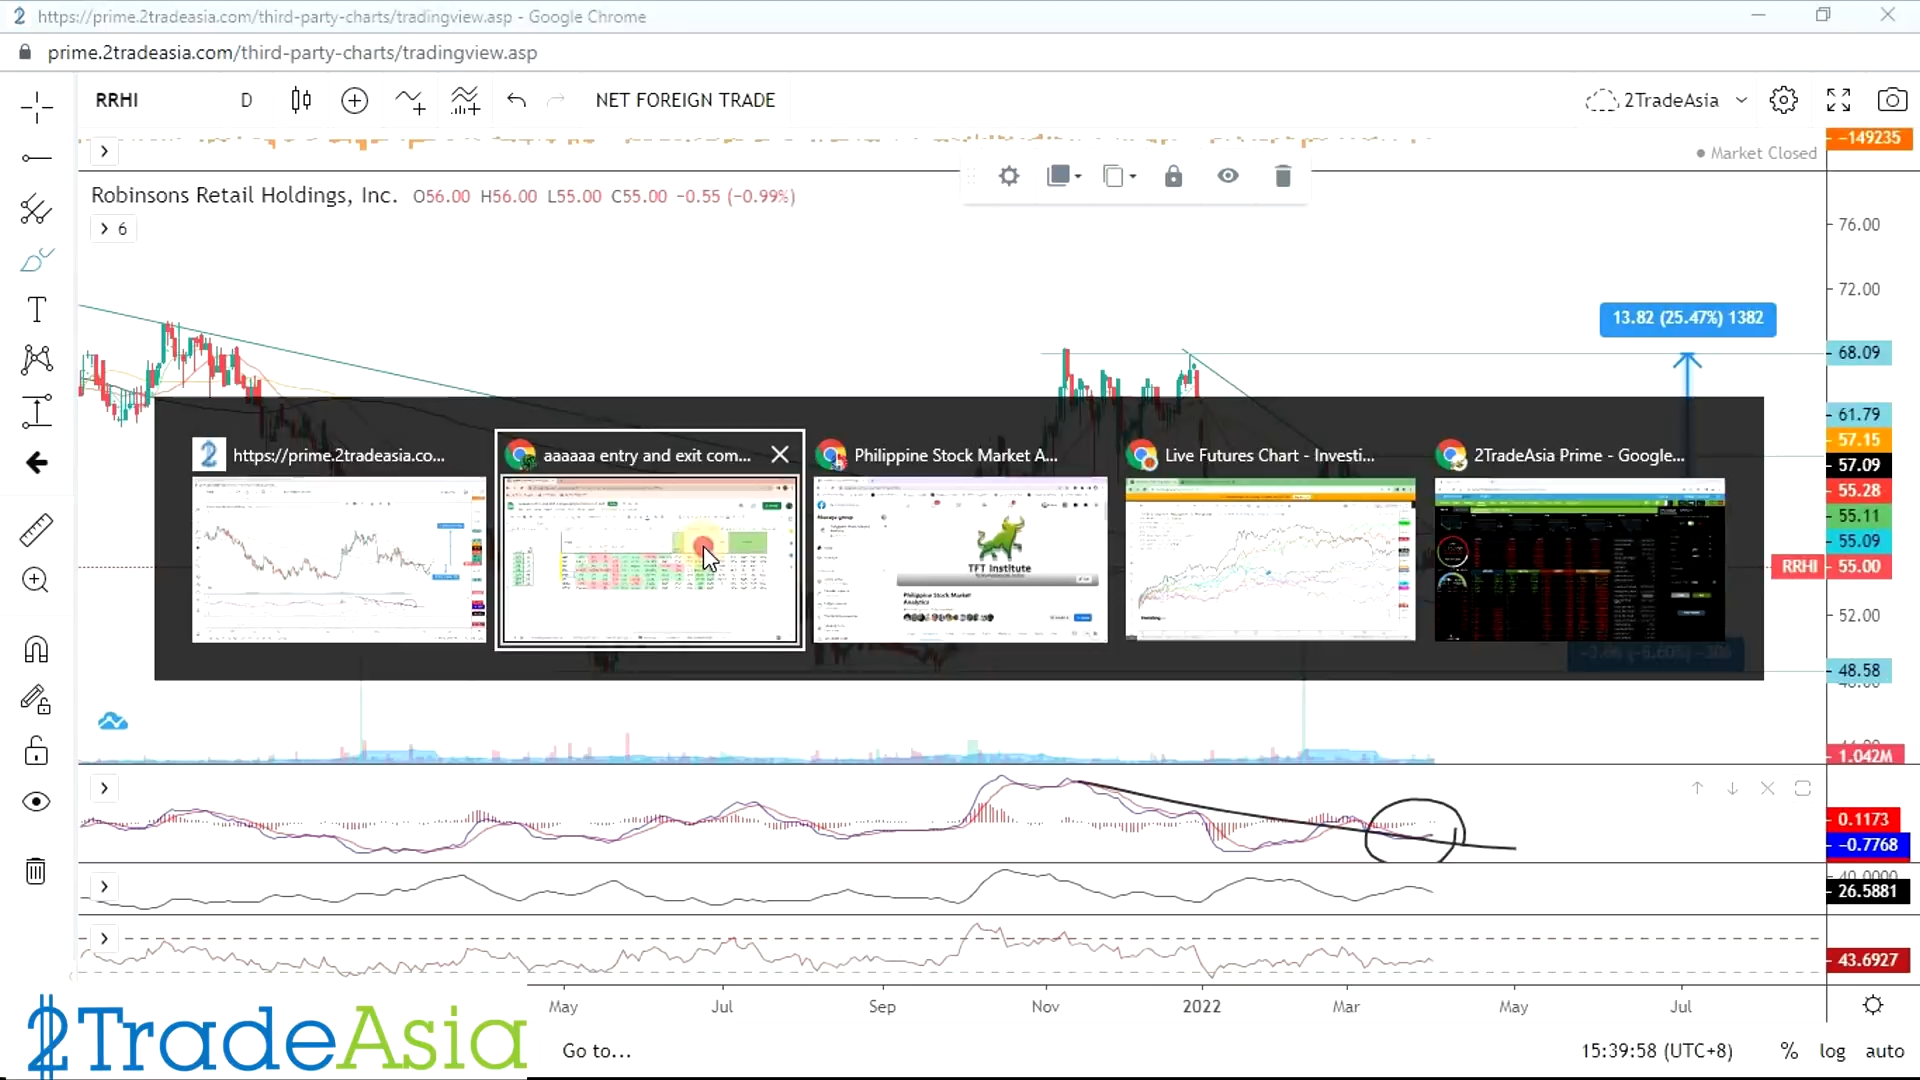 https://prime.2tradeasia.com/third-party-charts/tradingview.asp - Google Chrome
prime.2tradeasia.com/third-party-charts/tradingview.asp
RRHI D NET FOREIGN TRADE 2TradeAsia
−149235
Market Closed
Robinsons Retail Holdings, Inc. O56.00 H56.00 L55.00 C55.00 −0.55 (−0.99%)
6
76.00
72.00
13.82 (25.47%) 1382
68.09
61.79
57.15
57.09
55.28
55.11
55.09
RRHI 55.00
52.00
48.58
https://prime.2tradeasia.co...
aaaaaa entry and exit com...
Philippine Stock Market A...
Live Futures Chart - Investi...
2TradeAsia Prime - Google...
TFT Institute
Philippine Stock Market
Analytics
1.042M
0.1173
−0.7768
40.0000
26.5881
43.6927
May Jul Sep Nov 2022 Mar May Jul
2TradeAsia
Go to...
15:39:58 (UTC+8) % log auto